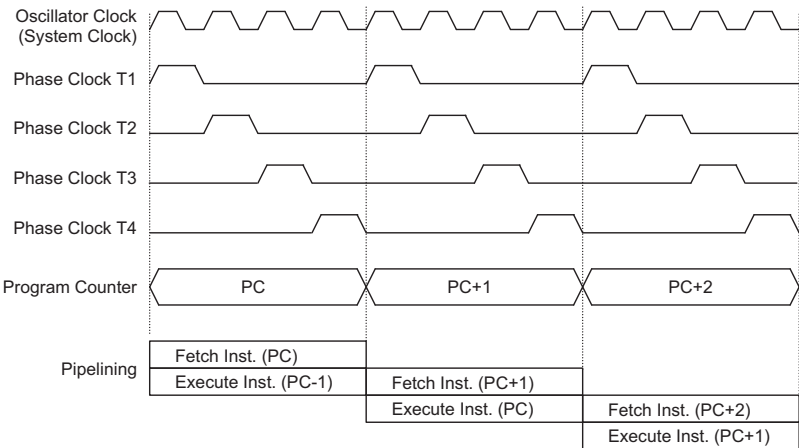 Oscillator Clock
(System Clock)
Phase Clock T1
Phase Clock T2
Phase Clock T3
Phase Clock T4
Program Counter
PC
PC+1
PC+2
Pipelining
Fetch Inst. (PC)
Execute Inst. (PC-1)
Fetch Inst. (PC+1)
Execute Inst. (PC)
Fetch Inst. (PC+2)
Execute Inst. (PC+1)